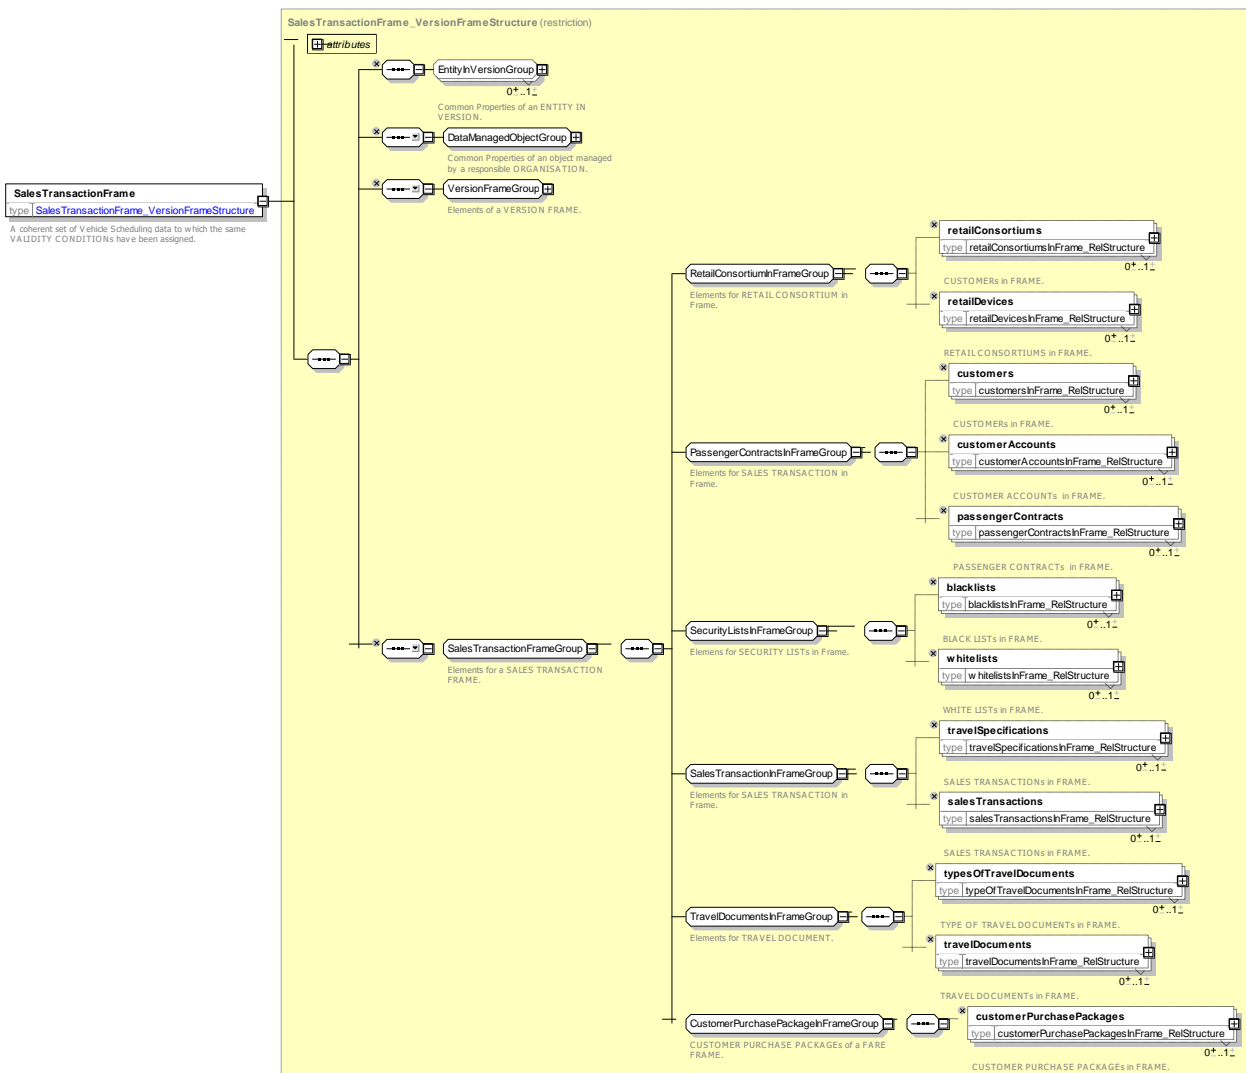 SalesTransactionFrame_VersionFrameStructure (restriction)
attributes
EntityInVersionGroup
0..1
Common Properties of an ENTITY IN
VERSION.
DataManagedObjectGroup
Common Properties of an object managed
by a responsible ORGANISATION.
VersionFrameGroup
Elements of a VERSION FRAME.
SalesTransactionFrame
type SalesTransactionFrame_VersionFrameStructure
A coherent set of Vehicle Scheduling data to which the same
VALIDITY CONDITIONs have been assigned.
RetailConsortiumInFrameGroup
Elements for RETAIL CONSORTIUM in
Frame.
retailConsortiums
type retailConsortiumsInFrame_RelStructure
0..1
CUSTOMERs in FRAME.
retailDevices
type retailDevicesInFrame_RelStructure
0..1
RETAIL CONSORTIUMS in FRAME.
PassengerContractsInFrameGroup
Elements for SALES TRANSACTION in
Frame.
customers
type customersInFrame_RelStructure
0..1
CUSTOMERs in FRAME.
customerAccounts
type customerAccountsInFrame_RelStructure
0..1
CUSTOMER ACCOUNTs in FRAME.
passengerContracts
type passengerContractsInFrame_RelStructure
0..1
PASSENGER CONTRACTs in FRAME.
SalesTransactionFrameGroup
Elements for a SALES TRANSACTION
FRAME.
SecurityListsInFrameGroup
Elemens for SECURITY LISTs in Frame.
blacklists
type blacklistsInFrame_RelStructure
0..1
BLACK LISTs in FRAME.
whitelists
type whitelistsInFrame_RelStructure
0..1
WHITE LISTs in FRAME.
SalesTransactionInFrameGroup
Elements for SALES TRANSACTION in
Frame.
travelSpecifications
type travelSpecificationsInFrame_RelStructure
0..1
SALES TRANSACTIONs in FRAME.
salesTransactions
type salesTransactionsInFrame_RelStructure
0..1
SALES TRANSACTIONs in FRAME.
TravelDocumentsInFrameGroup
Elements for TRAVEL DOCUMENT.
typesOfTravelDocuments
type typeOfTravelDocumentsInFrame_RelStructure
0..1
TYPE OF TRAVEL DOCUMENTs in FRAME.
travelDocuments
type travelDocumentsInFrame_RelStructure
0..1
TRAVEL DOCUMENTs in FRAME.
CustomerPurchasePackageInFrameGroup
CUSTOMER PURCHASE PACKAGEs of a FARE
FRAME.
customerPurchasePackages
type customerPurchasePackagesInFrame_RelStructure
0..1
CUSTOMER PURCHASE PACKAGEs in FRAME.